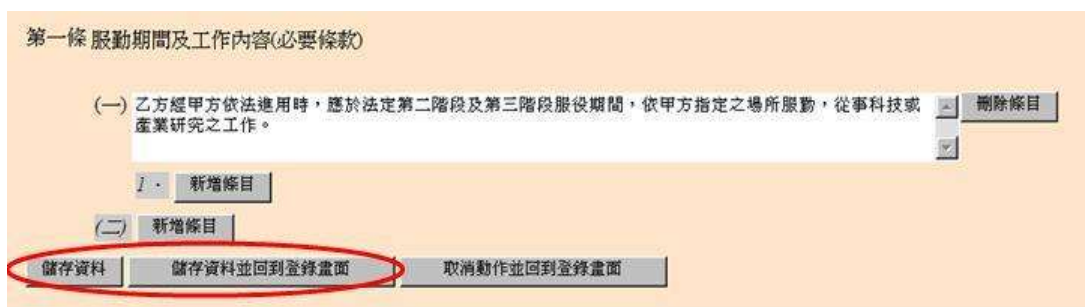 第一條 服勤期間及工作內容(必要條款)
(一) 乙方經甲方依法進用時，應於法定第二階段及第三階段服役期間，依甲方指定之場所服勤，從事科技或 刪除條目
產業研究之工作。
1． 新增條目
(二) 新增條目
儲存資料 儲存資料並回到登錄畫面 取消動作並回到登錄畫面